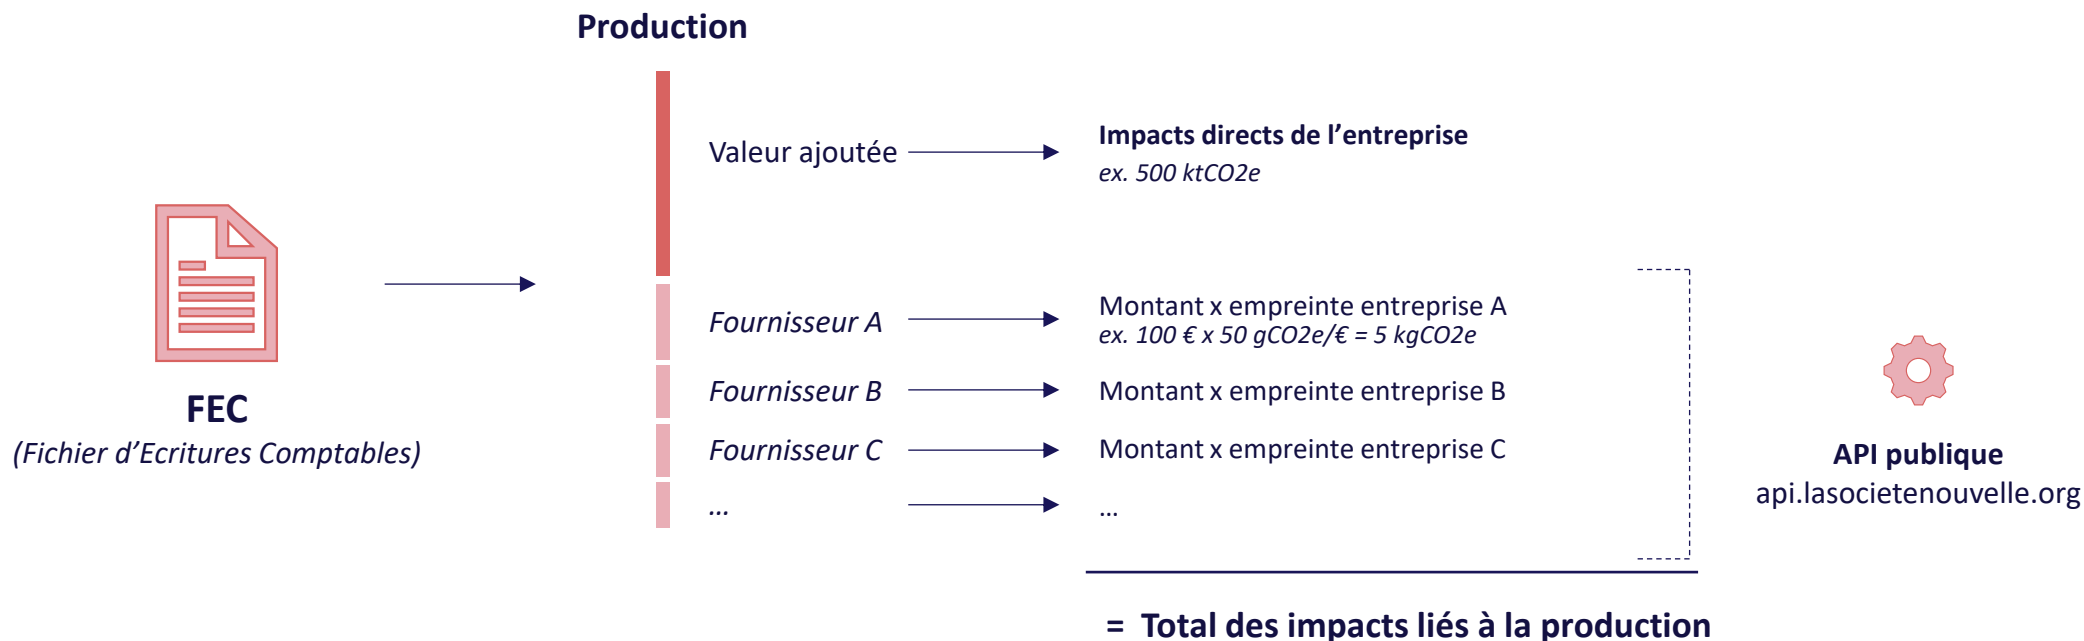 Production
Valeur ajoutée
Impacts directs de l’entreprise
ex. 500 ktCO2e
FEC
(Fichier d’Ecritures Comptables)
Fournisseur A
Montant x empreinte entreprise A
ex. 100 € x 50 gCO2e/€ = 5 kgCO2e
Fournisseur B
Montant x empreinte entreprise B
Fournisseur C
Montant x empreinte entreprise C
...
...
API publique
api.lasocietenouvelle.org
= Total des impacts liés à la production